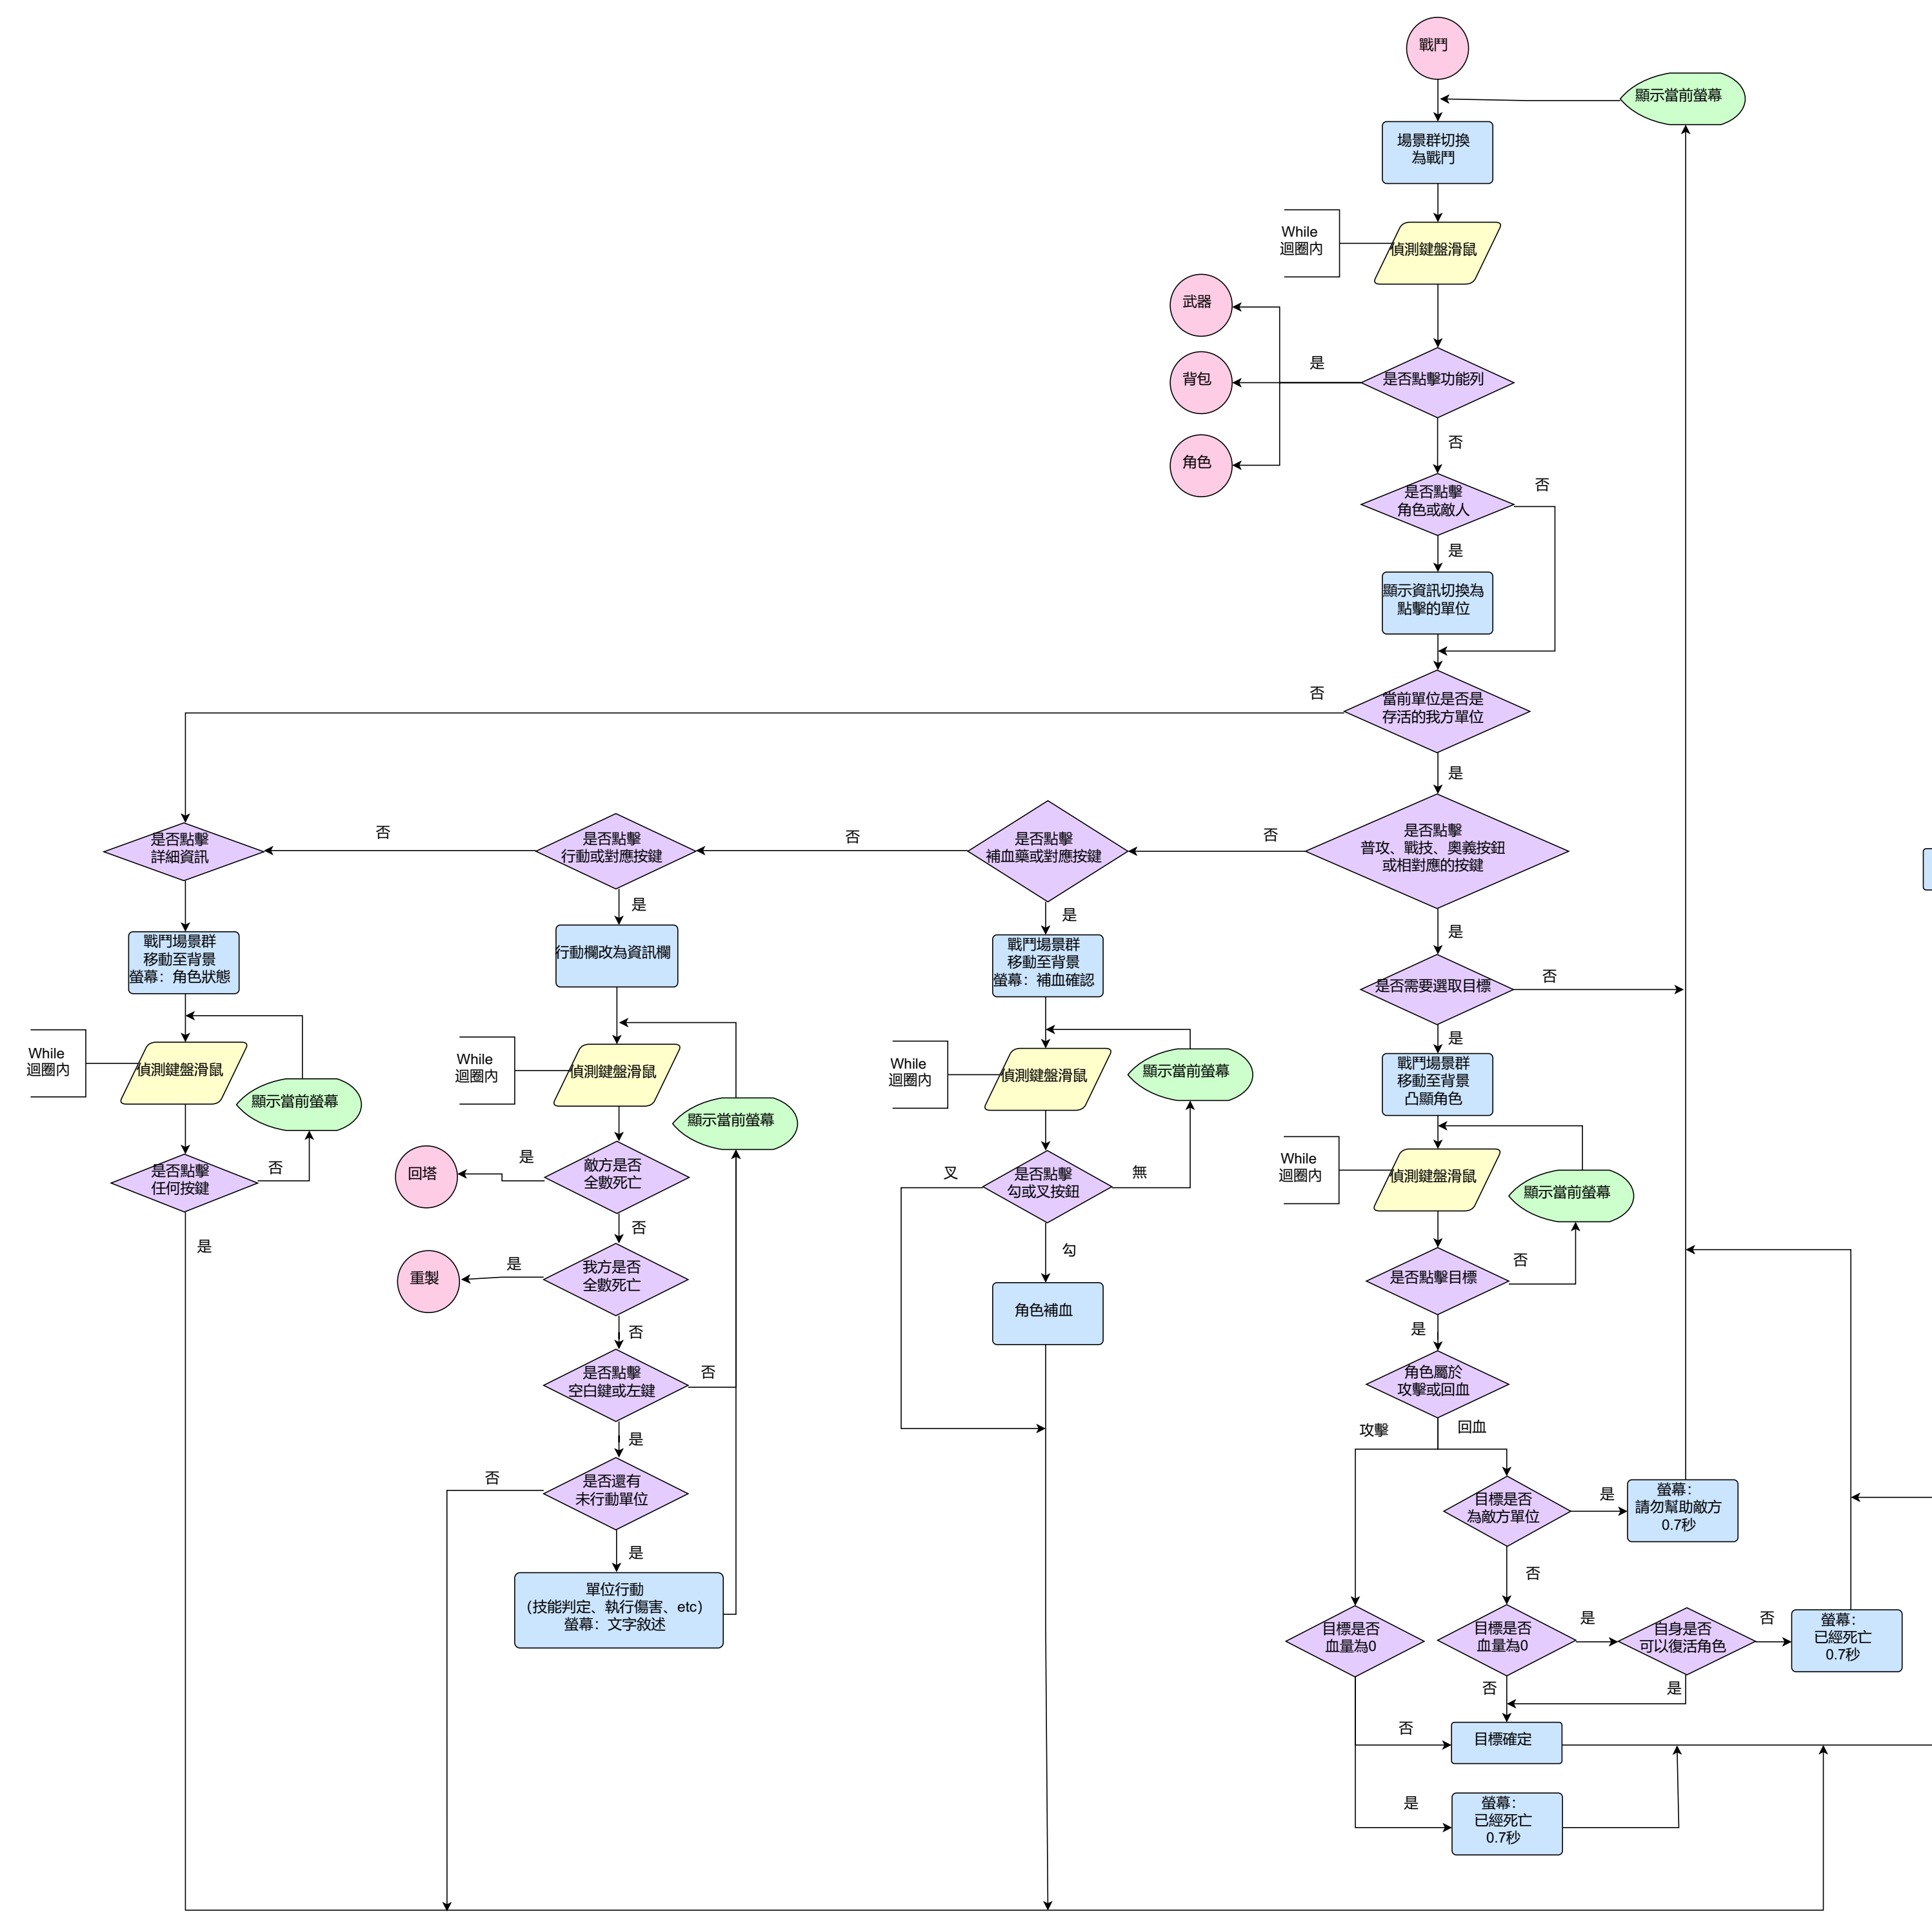 戰鬥
顯示當前螢幕
場景群切換
為戰鬥
While
迴圈内
偵測鍵盤滑鼠
武器
背包
角色
是
是否點擊功能列
否
是否點擊
角色或敵人
否
是
顯示資訊切換為
點擊的單位
當前單位是否是
存活的我方單位
否
是
是否點擊
普攻、戰技、奧義按鈕
或相對應的按鍵
否
是否點擊
補血藥或對應按鍵
否
是否點擊
行動或對應按鍵
否
是否點擊
詳細資訊
戰鬥場景群
移動至背景
螢幕：角色狀態
While
迴圈内
偵測鍵盤滑鼠
顯示當前螢幕
是否點擊
任何按鍵
否
是
是
行動欄改為資訊欄
While
迴圈内
偵測鍵盤滑鼠
顯示當前螢幕
敵方是否
全數死亡
是
回塔
否
我方是否
全數死亡
是
重製
否
是否點擊
空白鍵或左鍵
否
是
是否還有
未行動單位
否
是
單位行動
（技能判定、執行傷害、etc）
螢幕：文字敘述
是
戰鬥場景群
移動至背景
螢幕：補血確認
While
迴圈内
偵測鍵盤滑鼠
顯示當前螢幕
是否點擊
勾或叉按鈕
叉
無
勾
角色補血
是
是否需要選取目標
否
是
戰鬥場景群
移動至背景
凸顯角色
While
迴圈内
偵測鍵盤滑鼠
顯示當前螢幕
是否點擊目標
否
是
角色屬於
攻擊或回血
攻擊
回血
目標是否
為敵方單位
是
螢幕：
請勿幫助敵方
0.7秒
否
目標是否
血量為0
目標是否
血量為0
是
自身是否
可以復活角色
否
螢幕：
已經死亡
0.7秒
否
是
否
目標確定
是
螢幕：
已經死亡
0.7秒